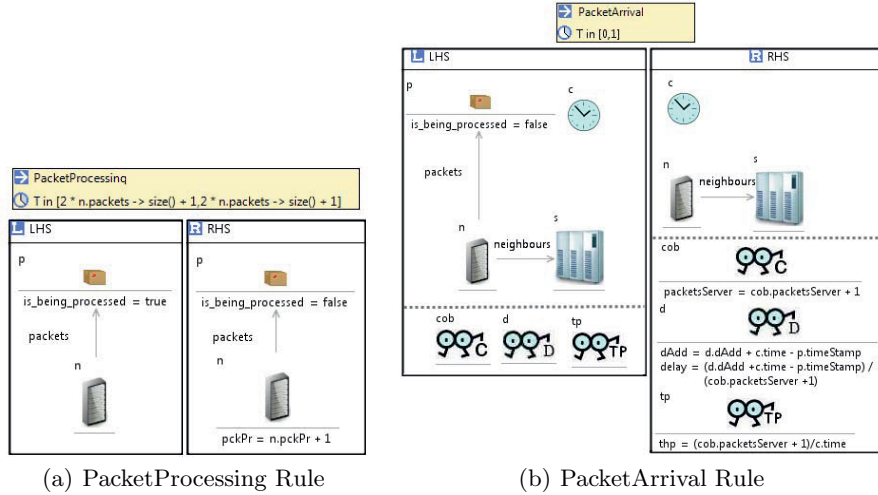 PacketProcessing
T in [2 * n.packets -> size() + 1,2 * n.packets -> size() + 1]
L LHS
p
is_being_processed = true
packets
n
R RHS
p
is_being_processed = false
packets
n
pckPr = n.pckPr + 1
(a) PacketProcessing Rule
PacketArrival
T in [0,1]
L LHS
p
is_being_processed = false
c
packets
n
neighbours
s
cob
C
d
D
tp
TP
R RHS
c
n
neighbours
s
cob
C
packetsServer = cob.packetsServer + 1
d
D
dAdd = d.dAdd + c.time - p.timeStamp
delay = (d.dAdd +c.time - p.timeStamp) /
(cob.packetsServer +1)
tp
TP
thp = (cob.packetsServer + 1)/c.time
(b) PacketArrival Rule